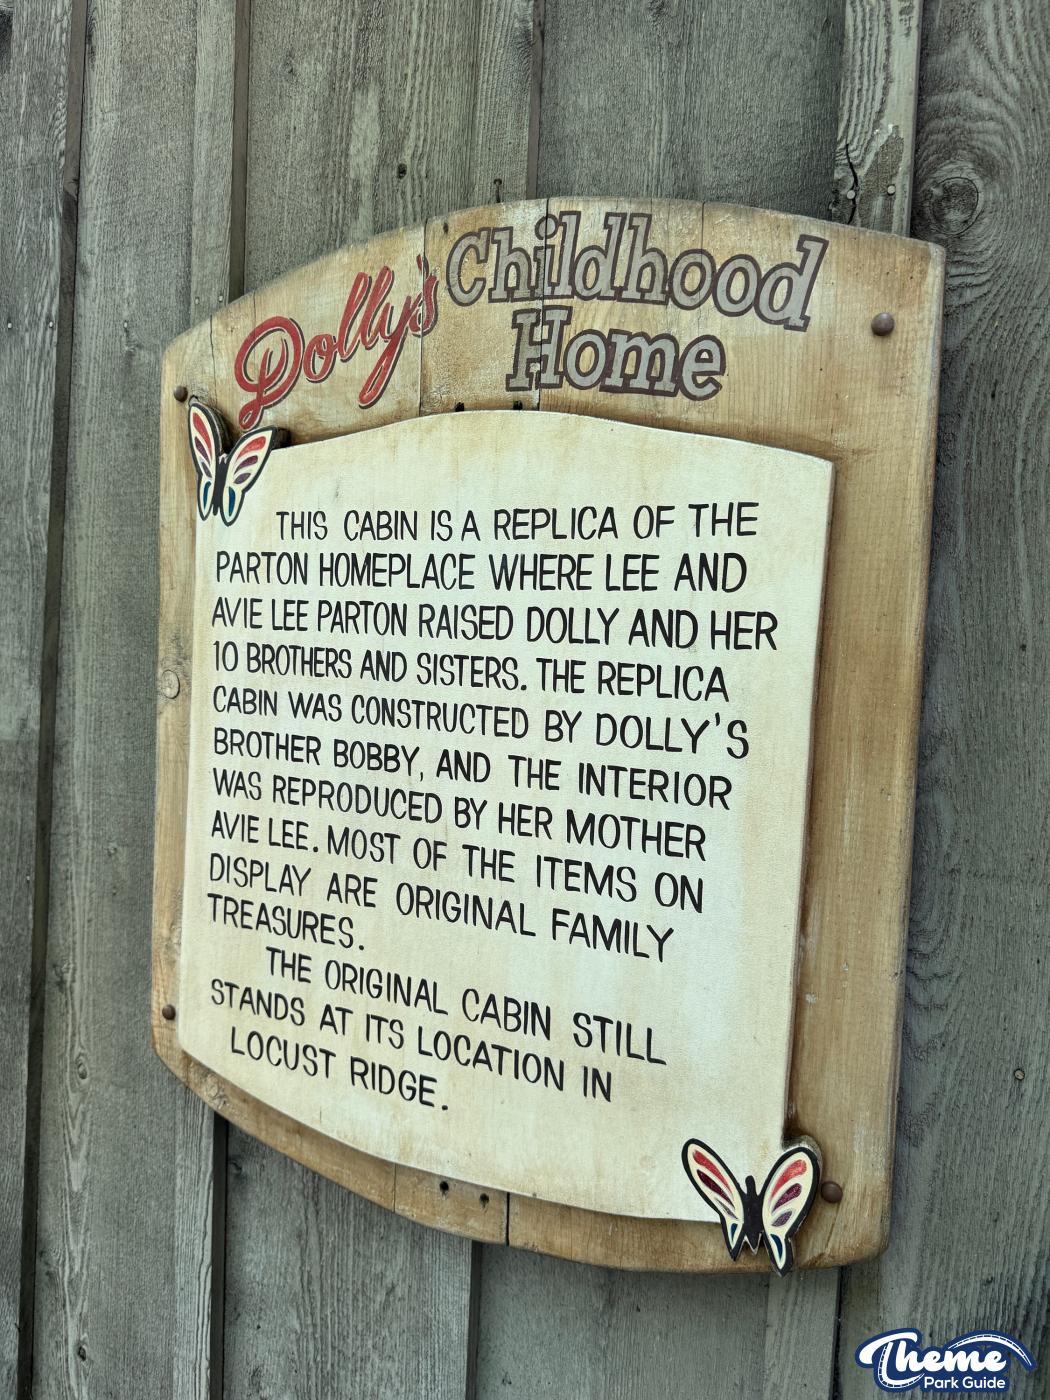 Dolly's Childhood
Home
THIS CABIN IS A REPLICA OF THE
PARTON HOMEPLACE WHERE LEE AND
AVIE LEE PARTON RAISED DOLLY AND HER
10 BROTHERS AND SISTERS. THE REPLICA
CABIN WAS CONSTRUCTED BY DOLLY'S
BROTHER BOBBY, AND THE INTERIOR
WAS REPRODUCED BY HER MOTHER
AVIE LEE. MOST OF THE ITEMS ON
DISPLAY ARE ORIGINAL FAMILY
TREASURES.
THE ORIGINAL CABIN STILL
STANDS AT ITS LOCATION IN
LOCUST RIDGE.
Theme
Park Guide